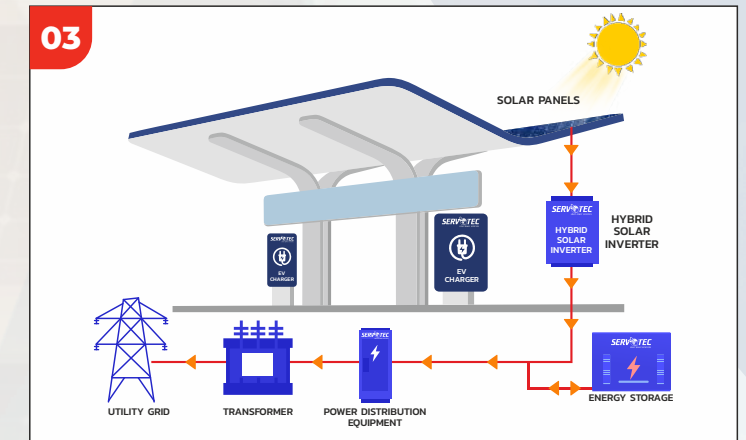 03
SOLAR PANELS
SERVOTEC
HYBRID
SOLAR
INVERTER
HYBRID
SOLAR
INVERTER
SERVOTEC
EV
CHARGER
SERVOTEC
EV
CHARGER
SERVOTEC
UTILITY GRID
TRANSFORMER
POWER DISTRIBUTION
EQUIPMENT
ENERGY STORAGE